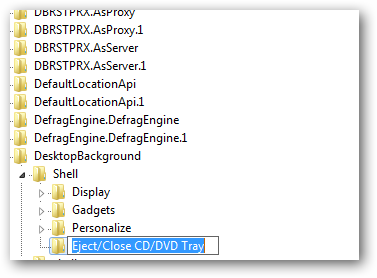 DBRSTPRX.AsProxy
DBRSTPRX.AsProxy.1
DBRSTPRX.AsServer
DBRSTPRX.AsServer.1
DefaultLocationApi
DefaultLocationApi.1
DefragEngine.DefragEngine
DefragEngine.DefragEngine.1
DesktopBackground
Shell
Display
Gadgets
Personalize
Eject/Close CD/DVD Tray